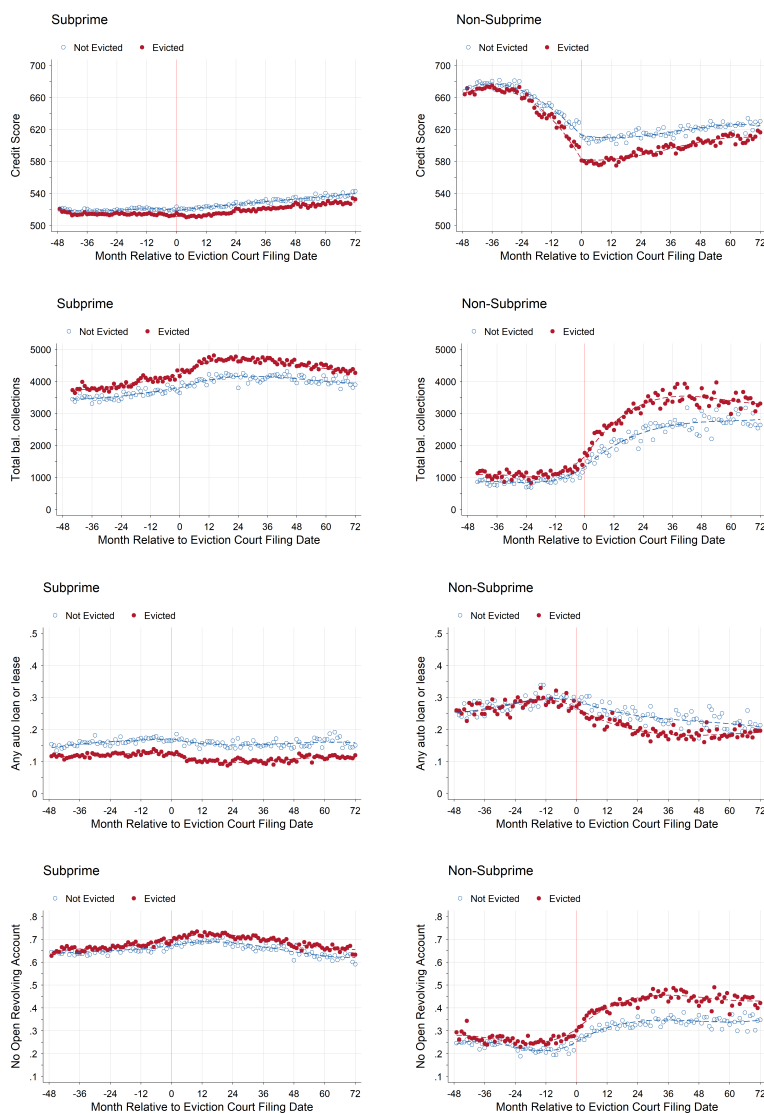 Subprime
Not Evicted Evicted
Credit Score
700
660
620
580
540
500
-48 -36 -24 -12 0 12 24 36 48 60 72
Month Relative to Eviction Court Filing Date
Non-Subprime
Not Evicted Evicted
Credit Score
700
660
620
580
540
500
-48 -36 -24 -12 0 12 24 36 48 60 72
Month Relative to Eviction Court Filing Date
Subprime
Not Evicted Evicted
Total bal. collections
5000
4000
3000
2000
1000
0
-48 -36 -24 -12 0 12 24 36 48 60 72
Month Relative to Eviction Court Filing Date
Non-Subprime
Not Evicted Evicted
Total bal. collections
5000
4000
3000
2000
1000
0
-48 -36 -24 -12 0 12 24 36 48 60 72
Month Relative to Eviction Court Filing Date
Subprime
Not Evicted Evicted
Any auto loan or lease
.5
.4
.3
.2
.1
0
-48 -36 -24 -12 0 12 24 36 48 60 72
Month Relative to Eviction Court Filing Date
Non-Subprime
Not Evicted Evicted
Any auto loan or lease
.5
.4
.3
.2
.1
0
-48 -36 -24 -12 0 12 24 36 48 60 72
Month Relative to Eviction Court Filing Date
Subprime
Not Evicted Evicted
No Open Revolving Account
.8
.7
.6
.5
.4
.3
.2
.1
-48 -36 -24 -12 0 12 24 36 48 60 72
Month Relative to Eviction Court Filing Date
Non-Subprime
Not Evicted Evicted
No Open Revolving Account
.8
.7
.6
.5
.4
.3
.2
.1
-48 -36 -24 -12 0 12 24 36 48 60 72
Month Relative to Eviction Court Filing Date